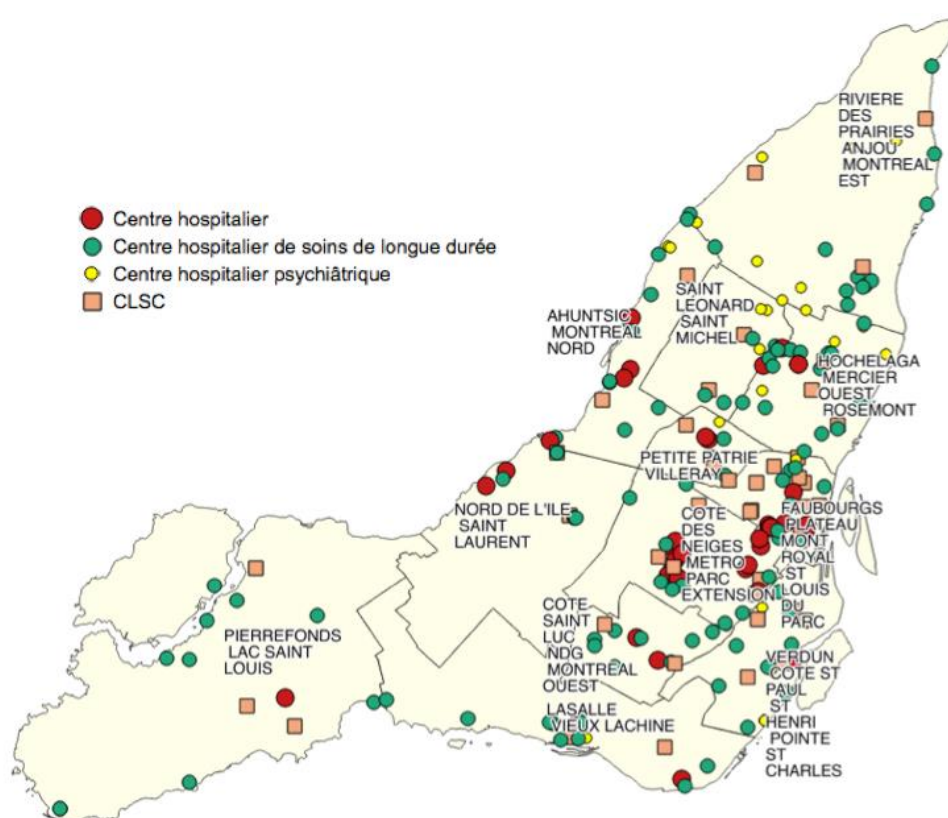 RIVIERE
DES
PRAIRIES
ANJOU
MONTREAL
EST
Centre hospitalier
Centre hospitalier de soins de longue durée
Centre hospitalier psychiâtrique
CLSC
SAINT
LEONARD
SAINT
MICHEL
AHUNTSIC
MONTREAL
NORD
HOCHELAGA
MERCIER
OUEST
ROSEMONT
PETITE PATRIE
VILLERAY
NORD DE L'ILE
SAINT
LAURENT
COTE
DES
NEIGES
METRO
PARC
EXTENSION
FAUBOURGS
PLATEAU
MONT
ROYAL
ST
LOUIS
DU
PARC
COTE
SAINT
LUC
NDG
MONTREAL
OUEST
PIERREFONDS
LAC SAINT
LOUIS
VERDUN
COTE ST
PAUL
ST
HENRI
POINTE
ST
CHARLES
LASALLE
VIEUX LACHINE